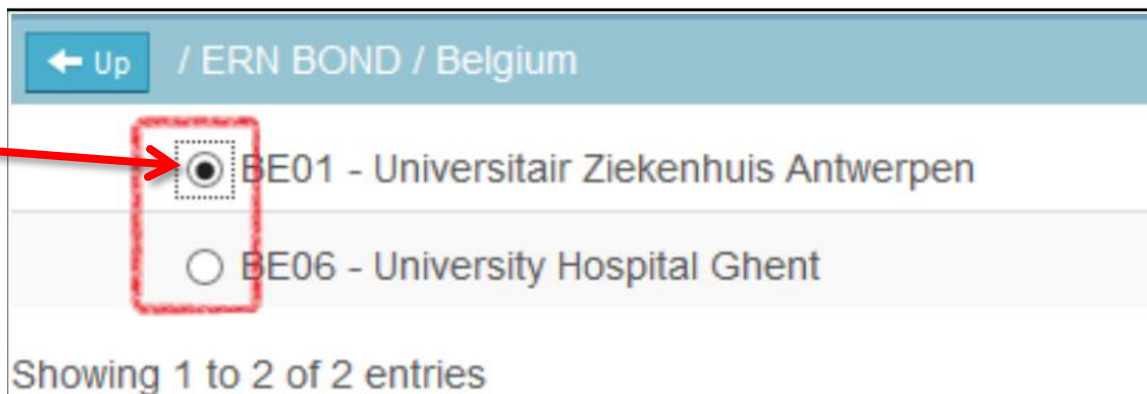 Up / ERN BOND / Belgium
BE01 - Universitair Ziekenhuis Antwerpen
BE06 - University Hospital Ghent
Showing 1 to 2 of 2 entries